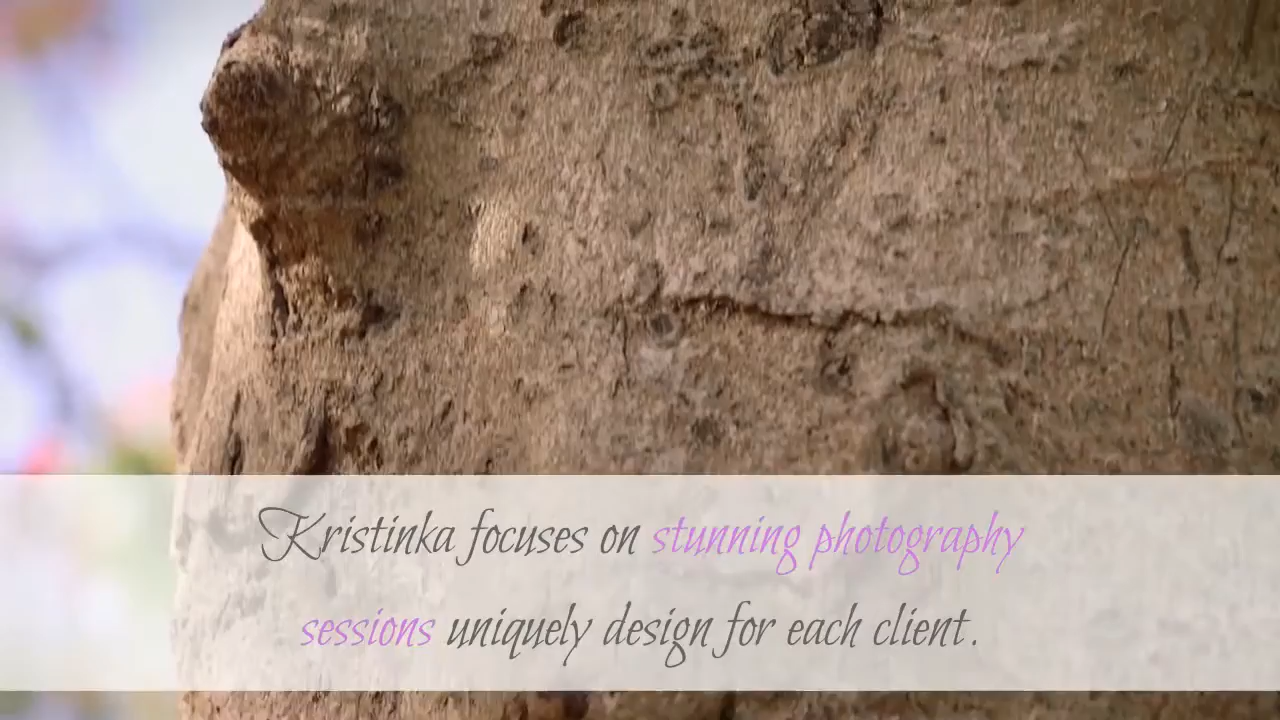 Kristinka focuses on stunning photography
sessions uniquely design for each client.